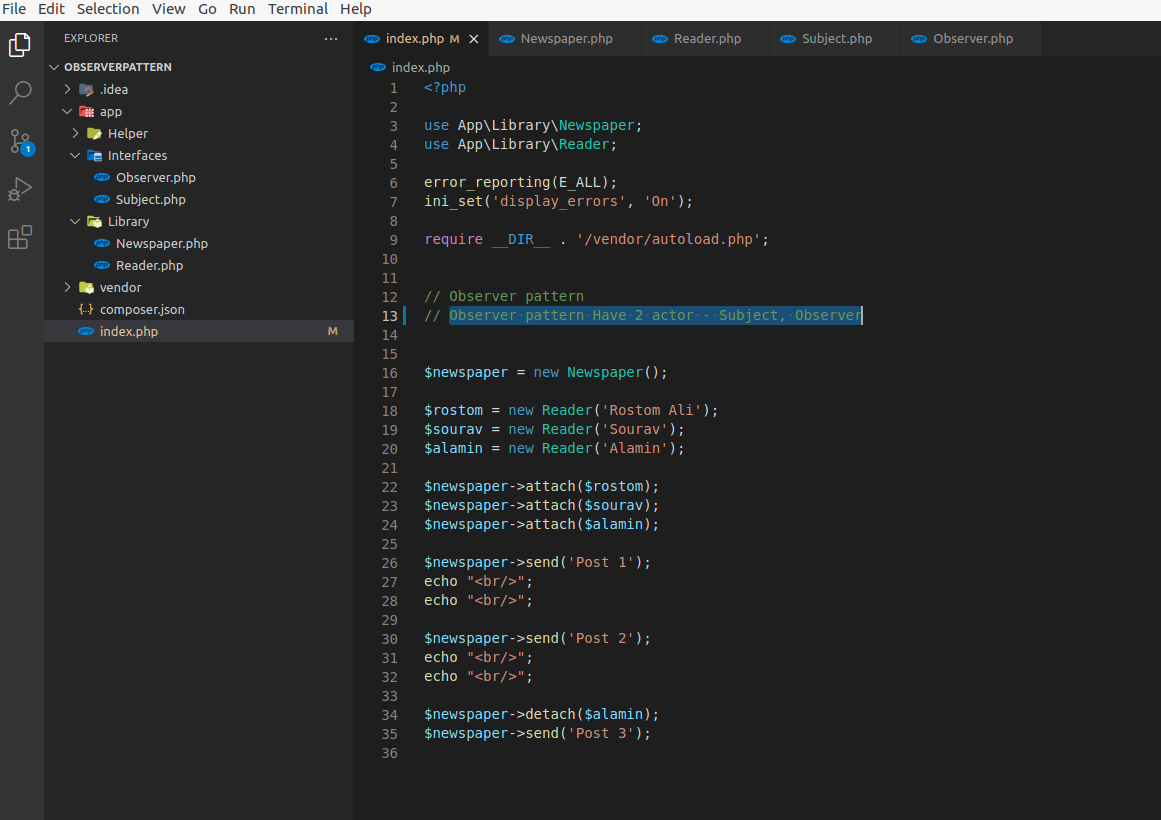 File Edit Selection View Go Run Terminal Help
EXPLORER ...
OBSERVERPATTERN
.idea
app
Helper
Interfaces
Observer.php
Subject.php
Library
Newspaper.php
Reader.php
vendor
composer.json
index.php M
1
index.php M Newspaper.php Reader.php Subject.php Observer.php
index.php
1 <?php
2
3 use App\Library\Newspaper;
4 use App\Library\Reader;
5
6 error_reporting(E_ALL);
7 ini_set('display_errors', 'On');
8
9 require __DIR__ . '/vendor/autoload.php';
10
11
12 // Observer pattern
13 // Observer pattern Have 2 actor - Subject, Observer
14
15
16 $newspaper = new Newspaper();
17
18 $rostom = new Reader('Rostom Ali');
19 $sourav = new Reader('Sourav');
20 $alamin = new Reader('Alamin');
21
22 $newspaper->attach($rostom);
23 $newspaper->attach($sourav);
24 $newspaper->attach($alamin);
25
26 $newspaper->send('Post 1');
27 echo "<br/>";
28 echo "<br/>";
29
30 $newspaper->send('Post 2');
31 echo "<br/>";
32 echo "<br/>";
33
34 $newspaper->detach($alamin);
35 $newspaper->send('Post 3');
36